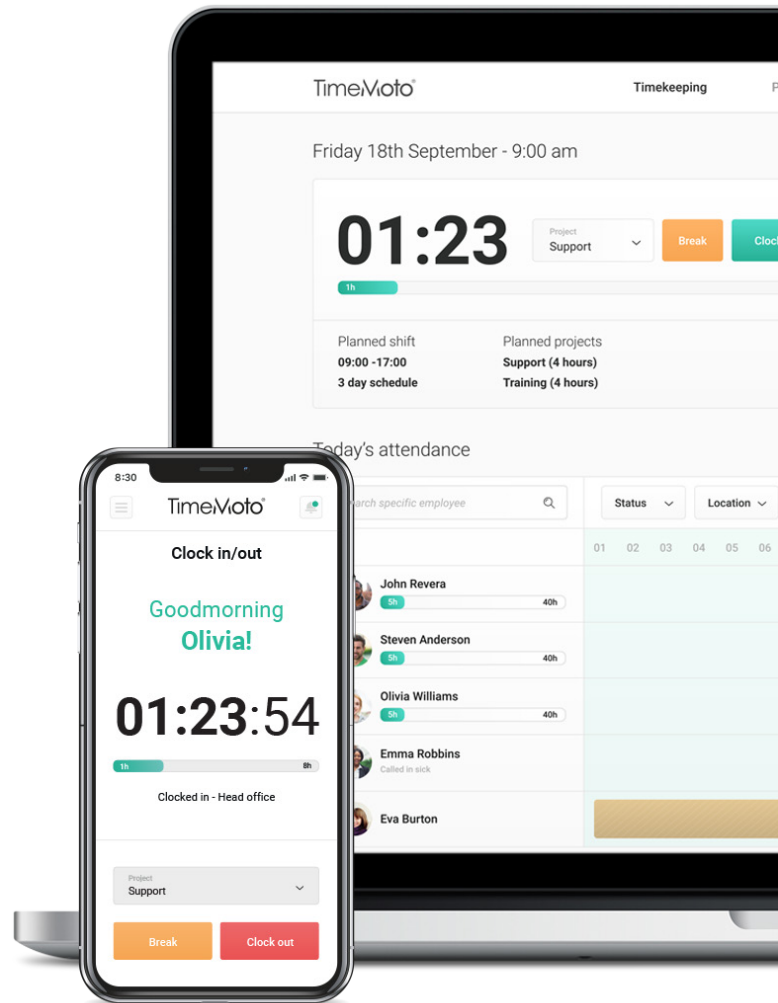 TimeMoto®
Timekeeping
Friday 18th September - 9:00 am
01:23
Project
Support
Break
1h
Planned shift
09:00 -17:00
3 day schedule
Planned projects
Support (4 hours)
Training (4 hours)
Today's attendance
specific employee
Status
Location
01 02 03 04 05 06
John Revera
5h 40h
Steven Anderson
5h 40h
Olivia Williams
5h 40h
Emma Robbins
Called in sick
Eva Burton
8:30
TimeMoto®
Clock in/out
Goodmorning
Olivia!
01:23:54
1h 8h
Clocked in - Head office
Project
Support
Break
Clock out